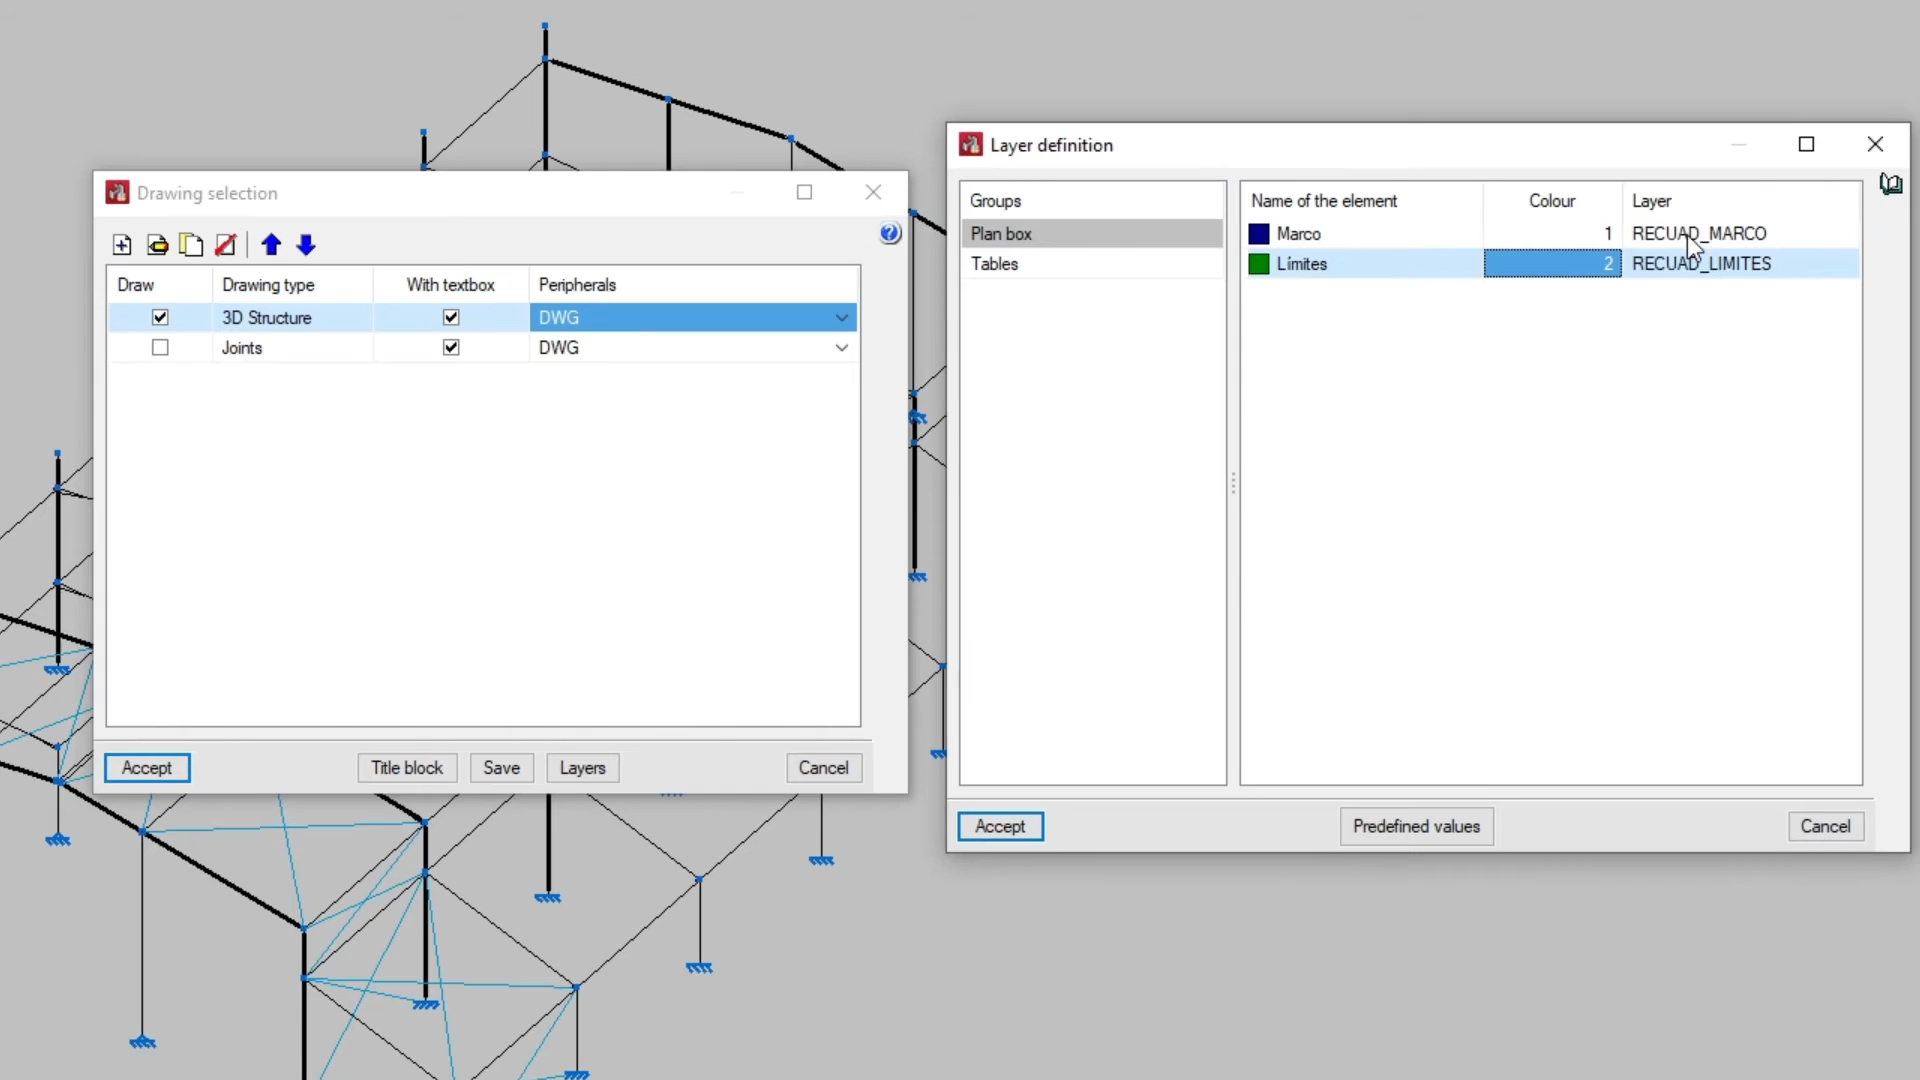 Drawing selection
Draw Drawing type With textbox Peripherals
3D Structure DWG
Joints DWG
Accept Title block Save Layers Cancel
Layer definition
Groups
Plan box
Tables
Name of the element Colour Layer
Marco 1 RECUAD_MARCO
Límites 2 RECUAD_LIMITES
Accept Predefined values Cancel